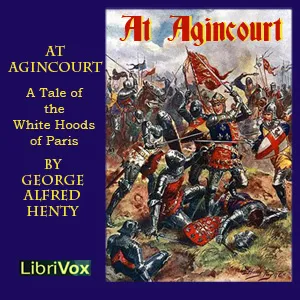 AT
AGINCOURT
A Tale of
the
White Hoods
of Paris
BY
GEORGE
ALFRED
HENTY
LibriVox
At Agincourt